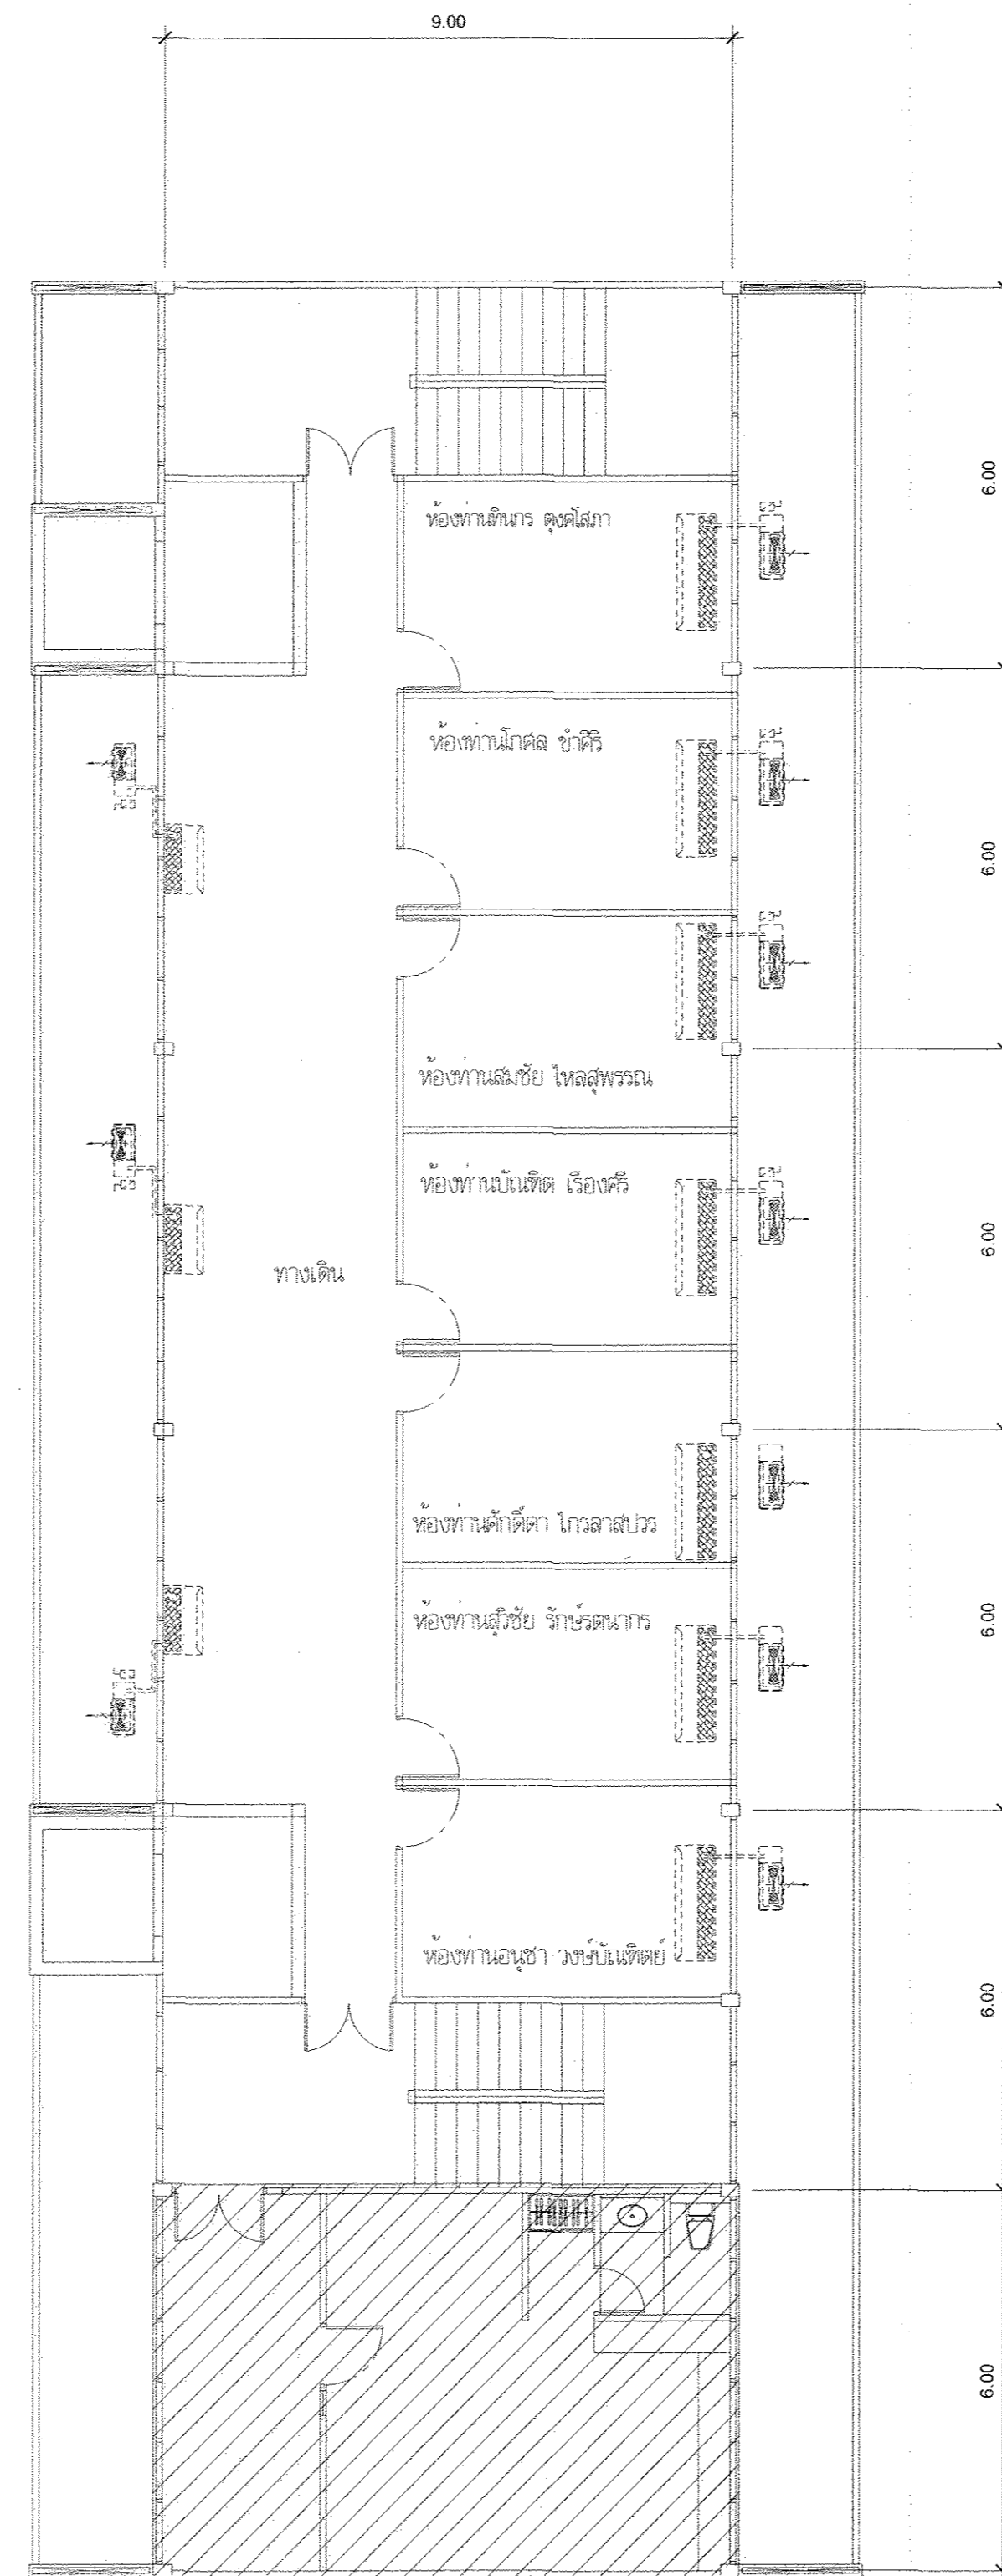 9.00
ห้องท่านทินกร ตุงคโสภา
6.00
ห้องท่านโกศล ขำศิริ
6.00
ห้องท่านสมชัย ไหลสุพรรณ
ห้องท่านบัณฑิต เรืองศรี
6.00
ทางเดิน
ห้องท่านศักดิ์ดา ไกรลาสปวร
6.00
ห้องท่านสุวิชัย รักษ์รตนากร
ห้องท่านอนุชา วงษ์บัณฑิตย์
6.00
6.00